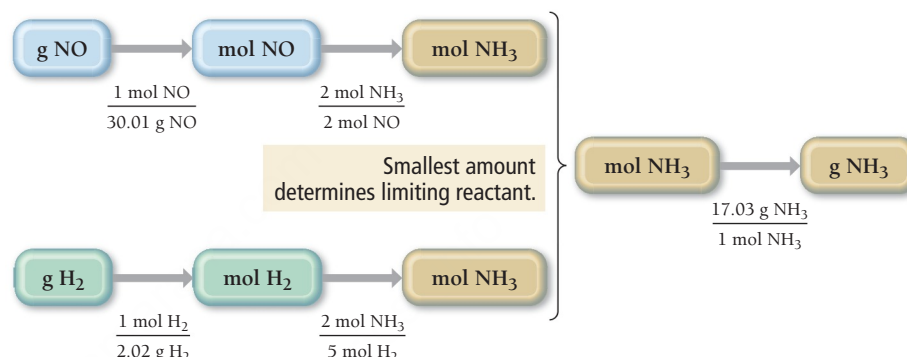 g NO
mol NO
mol NH₃
1 mol NO
30.01 g NO
2 mol NH₃
2 mol NO
Smallest amount
determines limiting reactant.
mol NH₃
g NH₃
17.03 g NH₃
1 mol NH₃
g H₂
mol H₂
mol NH₃
1 mol H₂
2.02 g H₂
2 mol NH₃
5 mol H₂